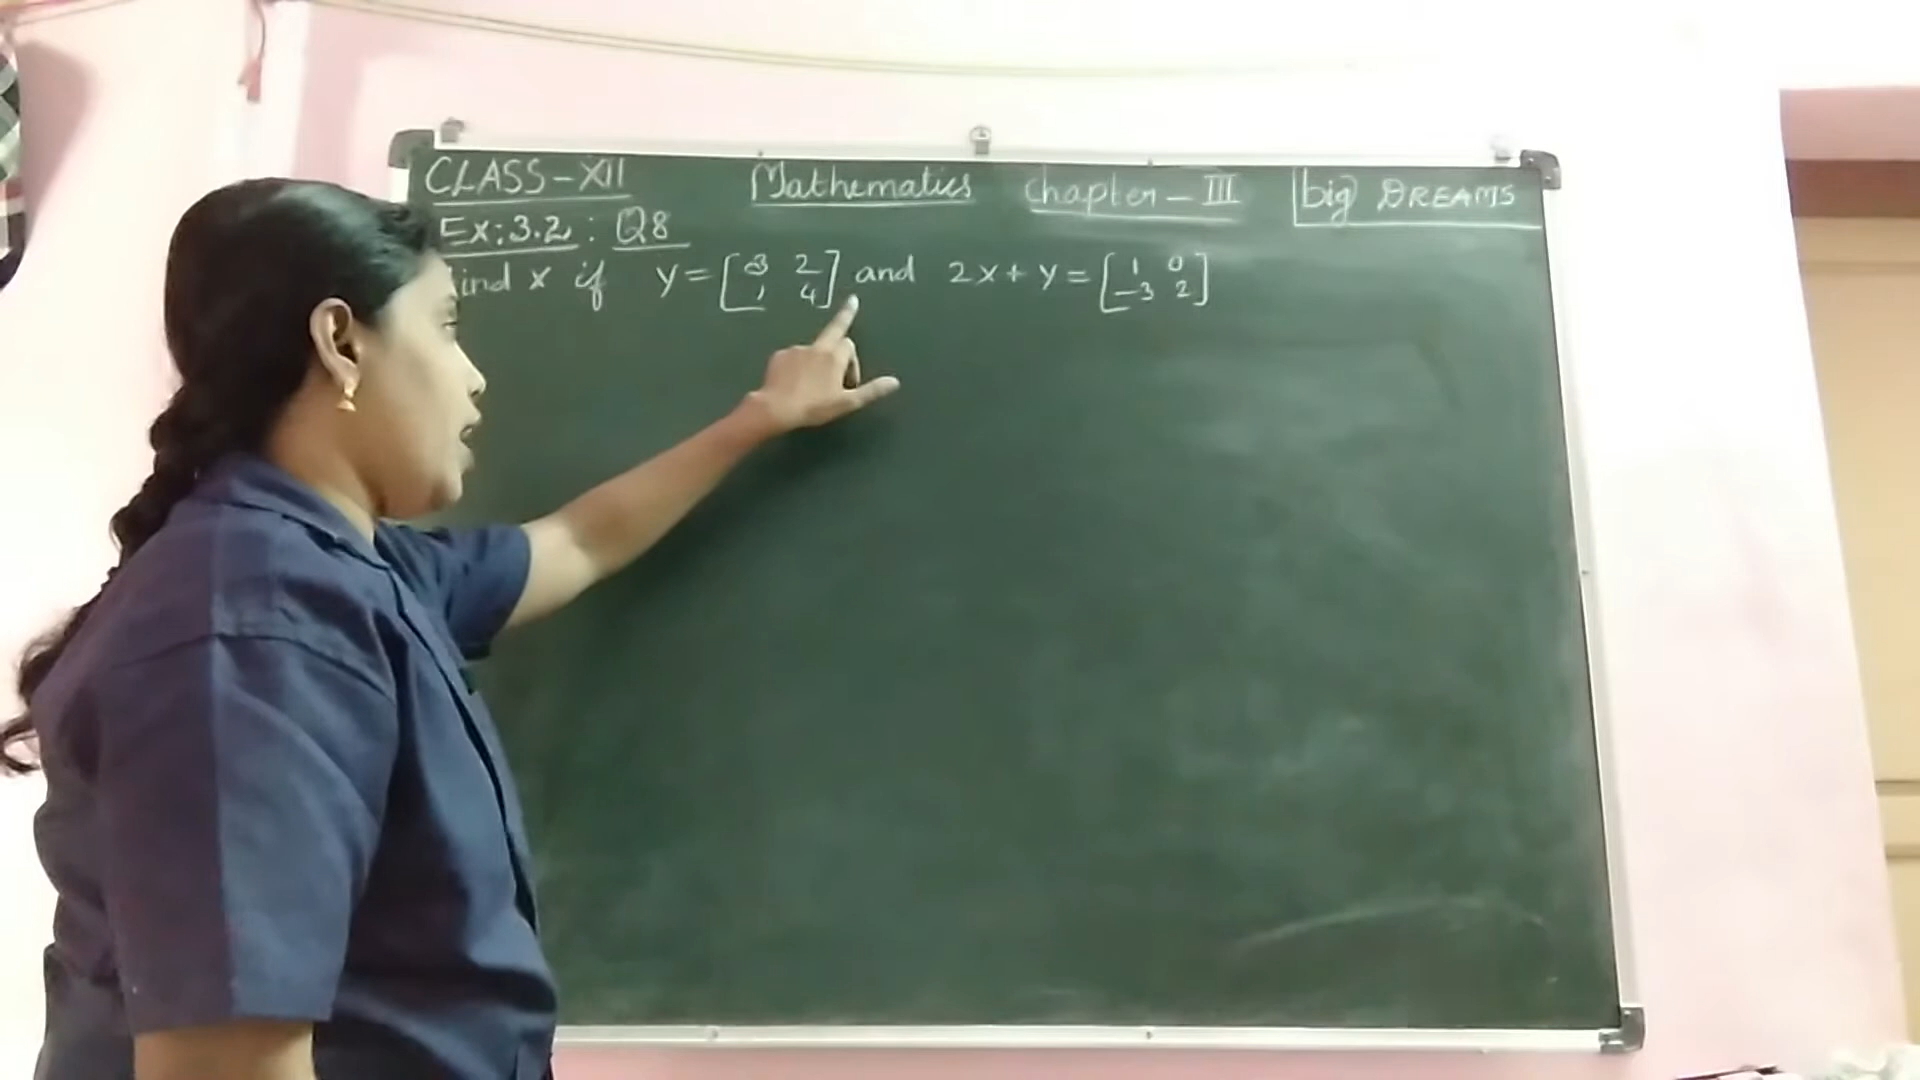 CLASS-XII Mathematics Chapter-III big DREAMS
Ex:3.2: Q8
Find x if y=[3 2 and 2x+y=[1 0
1 4] -3 2]